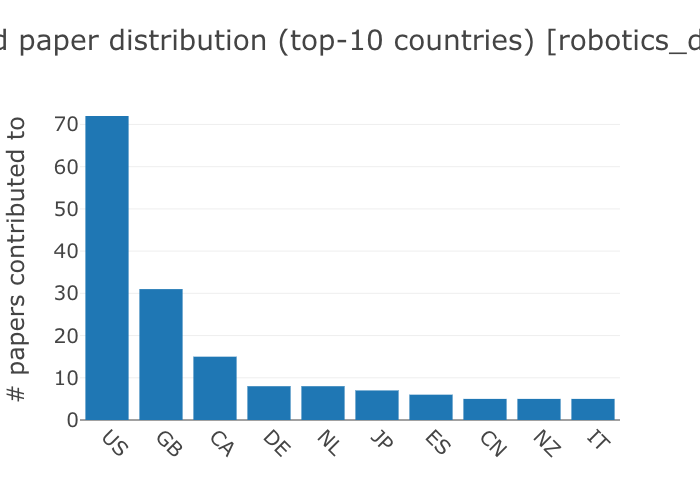 d paper distribution (top-10 countries) [robotics_d
# papers contributed to
70
60
50
40
30
20
10
0
US
GB
CA
DE
NL
JP
ES
CN
NZ
IT